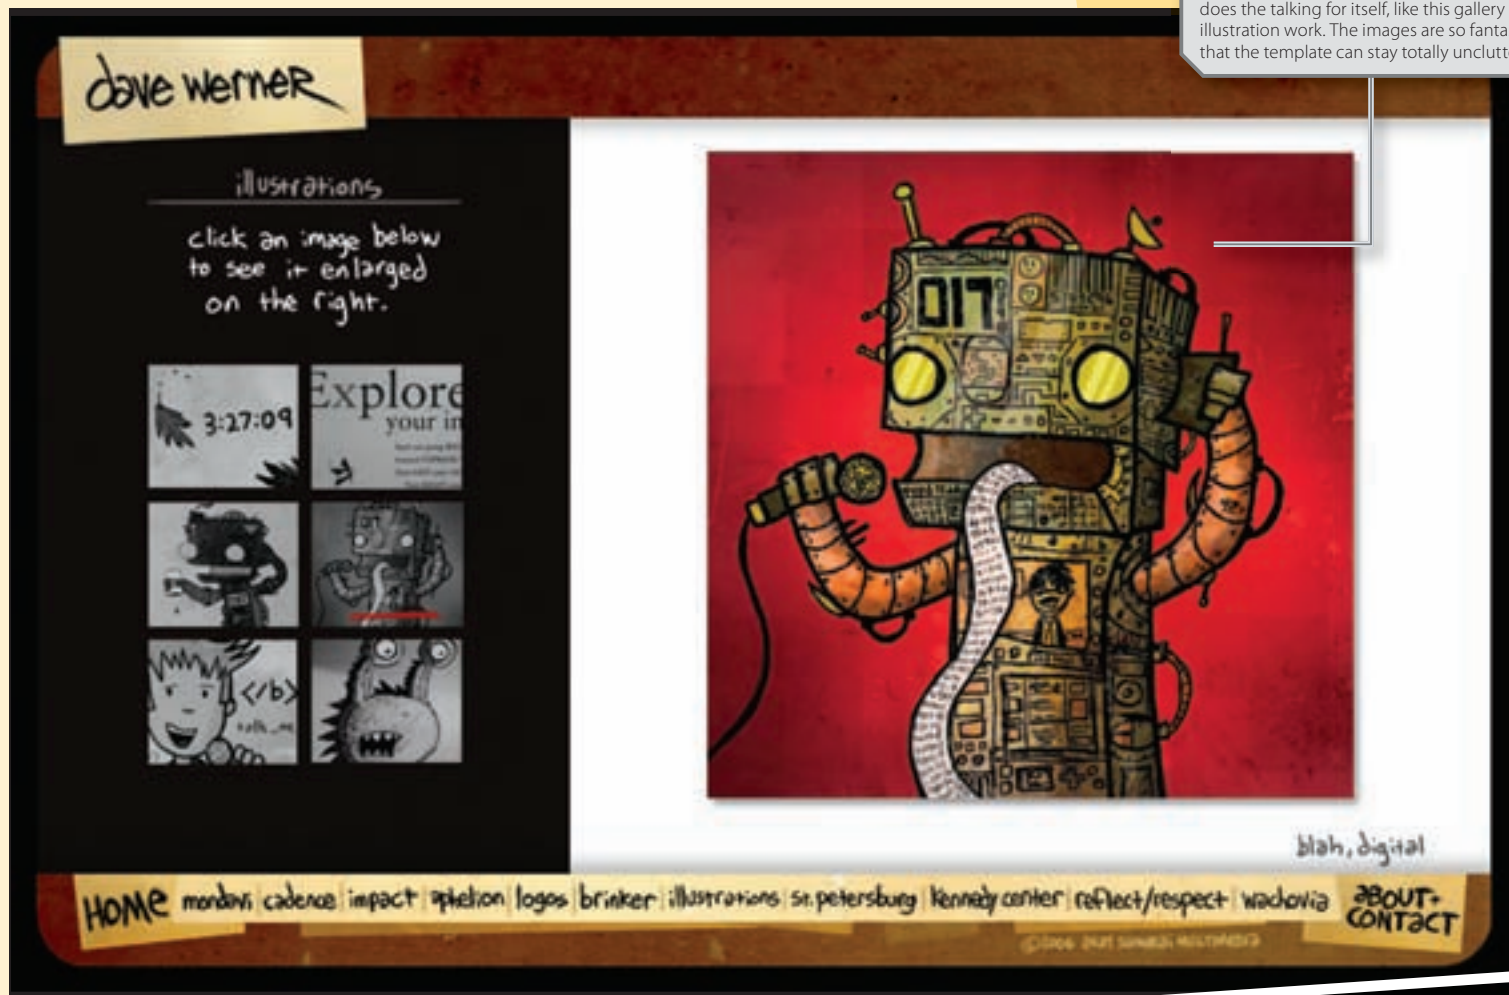 does the talking for itself, like this gallery
illustration work. The images are so fanta
that the template can stay totally unclutt
dave werner
illustrations
click an image below
to see it enlarged
on the right.
3:27:09
Explore
your in
</b>
talk_me
017
blah, digital
HOME mondavi cadence impact aphelion logos brinker illustrations st. petersburg kennedy center reflect/respect wachovia about + contact
©2006